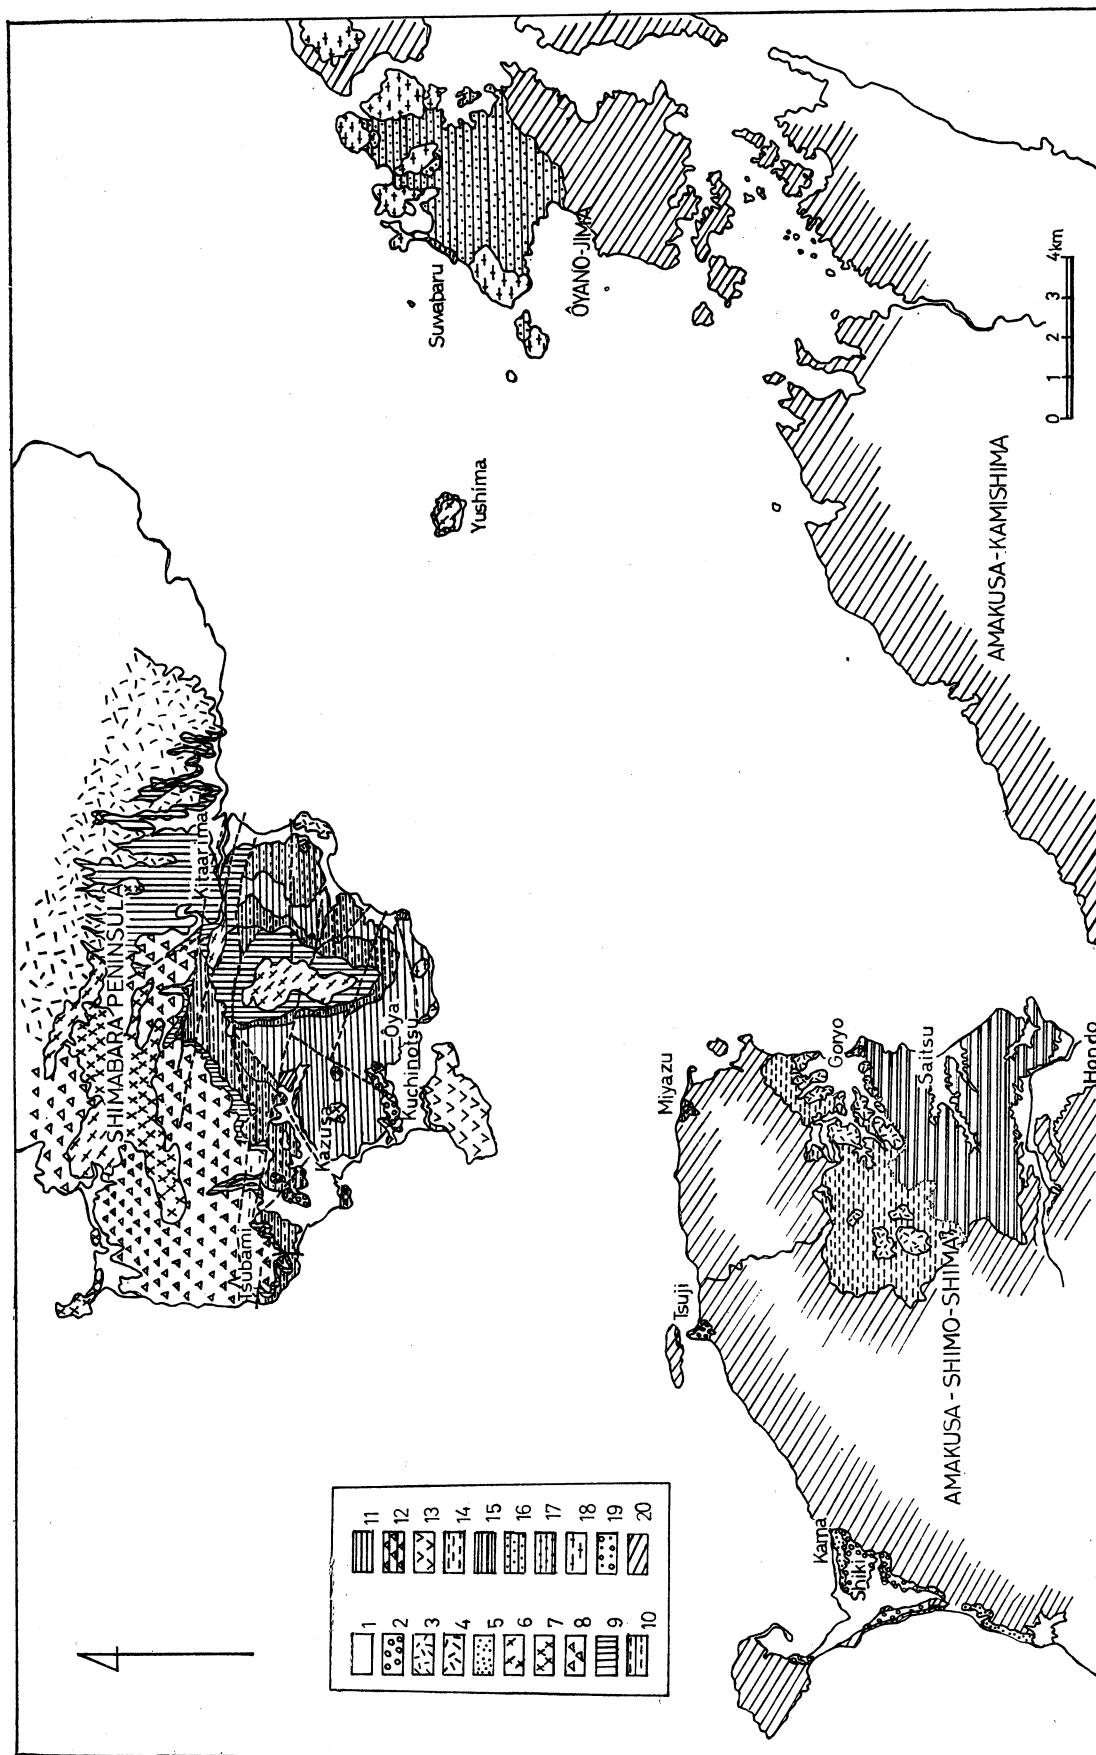 SHIMABARA PENINSULA
Kitaarima
Tsubami
Kazusa
Ôya
Kuchinotsu
Suwabaru
ÔYANO-JIMA
Yushima
AMAKUSA-KAMISHIMA
0 1 2 3 4km
Miyazu
Tsuji
Goryo
Saitsu
Hondo
AMAKUSA-SHIMO-SHIMA
Kama
Shiki
1
2
3
4
5
6
7
8
9
10
11
12
13
14
15
16
17
18
19
20